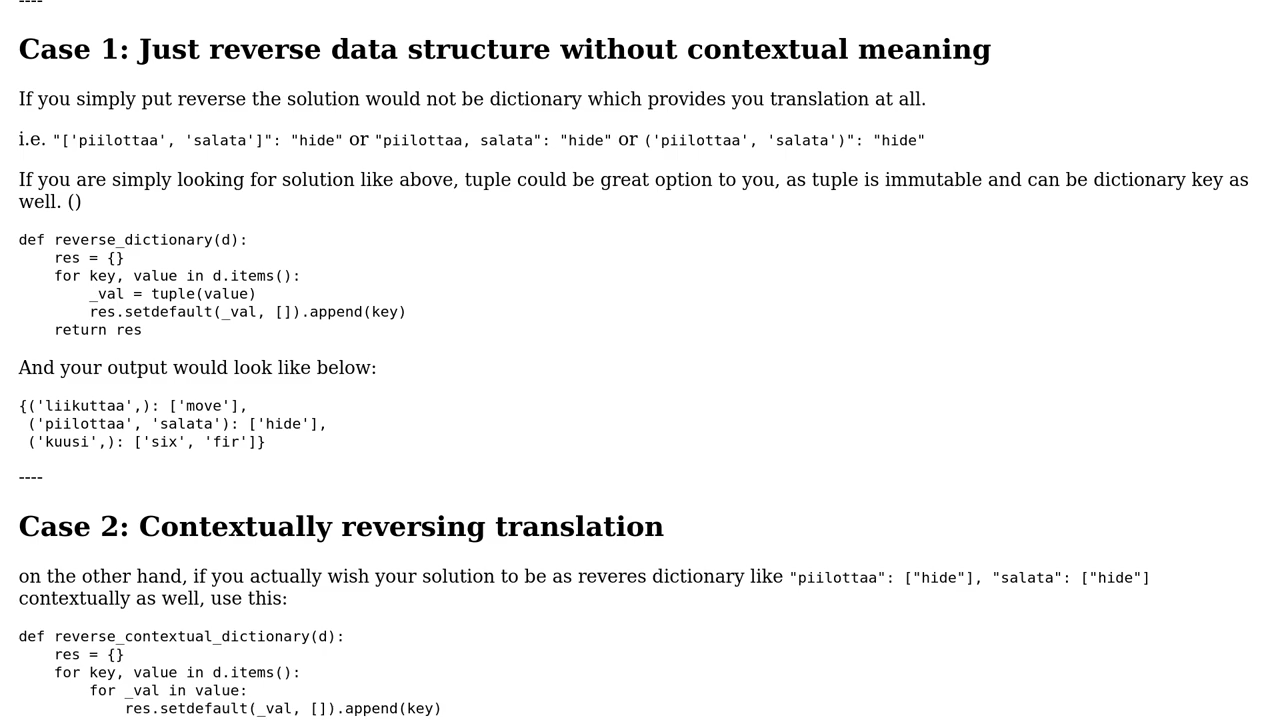 ----
Case 1: Just reverse data structure without contextual meaning
If you simply put reverse the solution would not be dictionary which provides you translation at all.
i.e. "['piilottaa', 'salata']": "hide" or "piilottaa, salata": "hide" or ('piilottaa', 'salata')": "hide"
If you are simply looking for solution like above, tuple could be great option to you, as tuple is immutable and can be dictionary key as
well. ()
def reverse_dictionary(d):
    res = {}
    for key, value in d.items():
        _val = tuple(value)
        res.setdefault(_val, []).append(key)
    return res
And your output would look like below:
{('liikuttaa',): ['move'],
 ('piilottaa', 'salata'): ['hide'],
 ('kuusi',): ['six', 'fir']}
----
Case 2: Contextually reversing translation
on the other hand, if you actually wish your solution to be as reveres dictionary like "piilottaa": ["hide"], "salata": ["hide"]
contextually as well, use this:
def reverse_contextual_dictionary(d):
    res = {}
    for key, value in d.items():
        for _val in value:
            res.setdefault(_val, []).append(key)